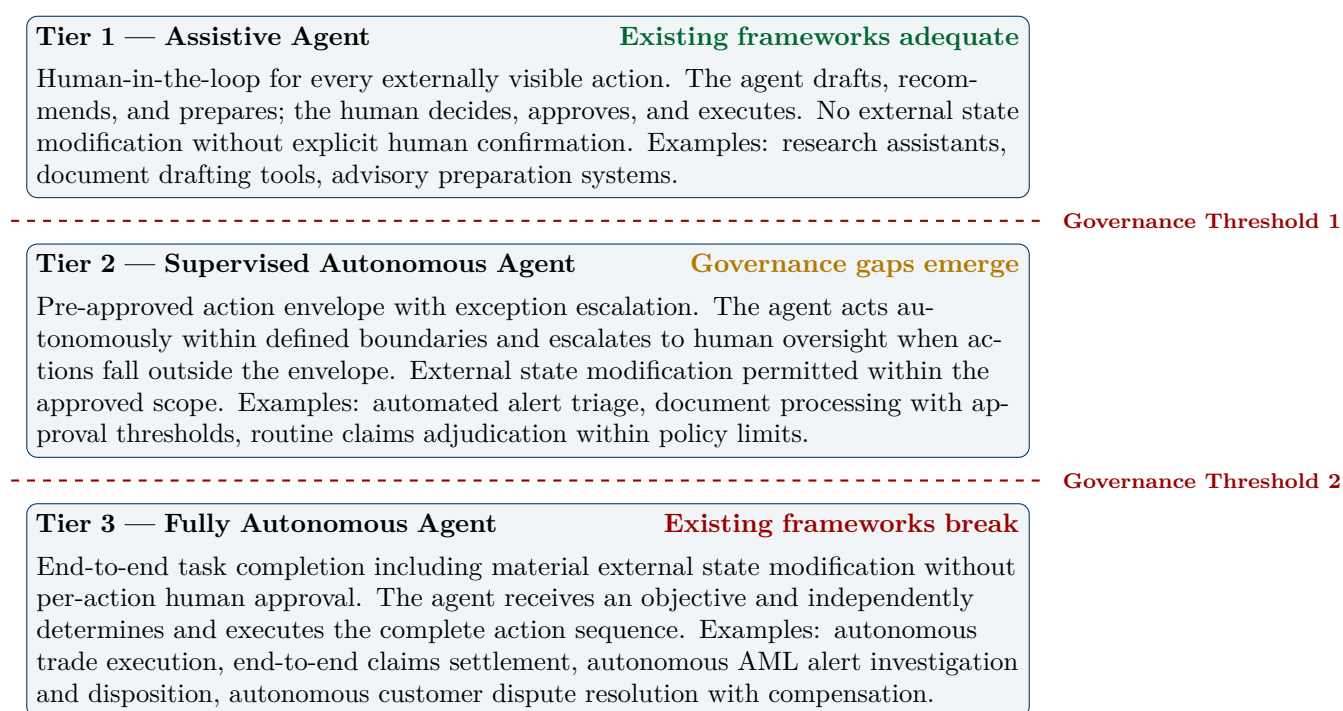 Tier 1 — Assistive Agent Existing frameworks adequate
Human-in-the-loop for every externally visible action. The agent drafts, recom-
mends, and prepares; the human decides, approves, and executes. No external state
modification without explicit human confirmation. Examples: research assistants,
document drafting tools, advisory preparation systems.
Governance Threshold 1
Tier 2 — Supervised Autonomous Agent Governance gaps emerge
Pre-approved action envelope with exception escalation. The agent acts au-
tonomously within defined boundaries and escalates to human oversight when ac-
tions fall outside the envelope. External state modification permitted within the
approved scope. Examples: automated alert triage, document processing with ap-
proval thresholds, routine claims adjudication within policy limits.
Governance Threshold 2
Tier 3 — Fully Autonomous Agent Existing frameworks break
End-to-end task completion including material external state modification without
per-action human approval. The agent receives an objective and independently
determines and executes the complete action sequence. Examples: autonomous
trade execution, end-to-end claims settlement, autonomous AML alert investigation
and disposition, autonomous customer dispute resolution with compensation.